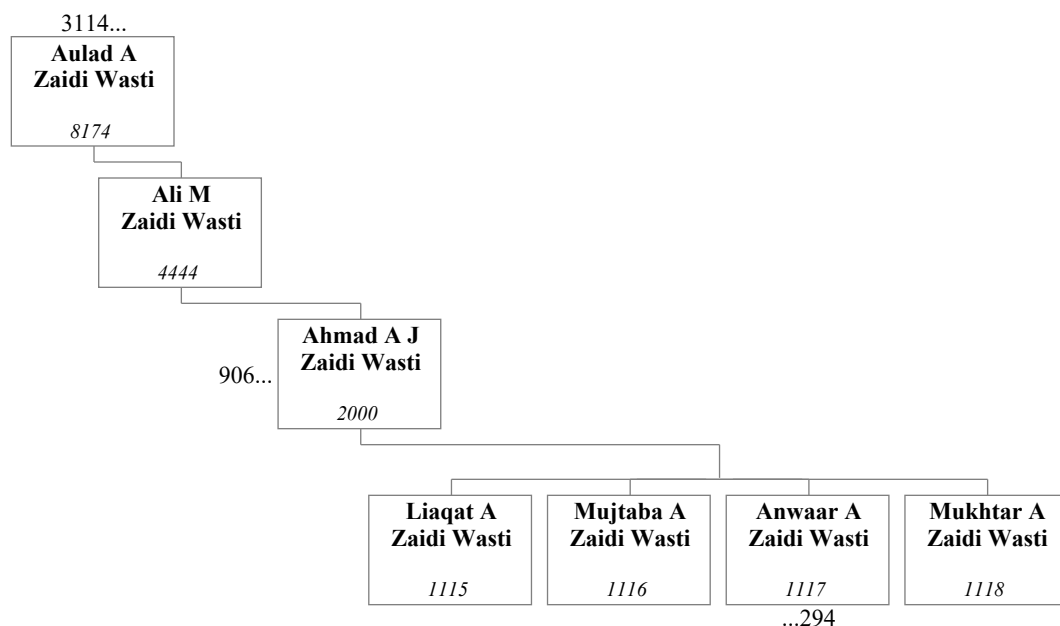 3114...
Aulad A
Zaidi Wasti
8174
Ali M
Zaidi Wasti
4444
Ahmad A J
Zaidi Wasti
906...
2000
Liaqat A
Zaidi Wasti
1115
Mujtaba A
Zaidi Wasti
1116
Anwaar A
Zaidi Wasti
1117
...294
Mukhtar A
Zaidi Wasti
1118